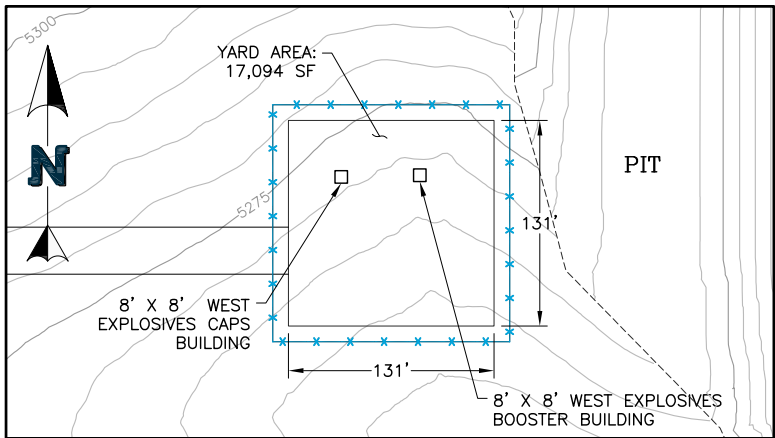 5300
YARD AREA:
17,094 SF
N
PIT
5275
131'
8' X 8' WEST
EXPLOSIVES CAPS
BUILDING
131'
8' X 8' WEST EXPLOSIVES
BOOSTER BUILDING